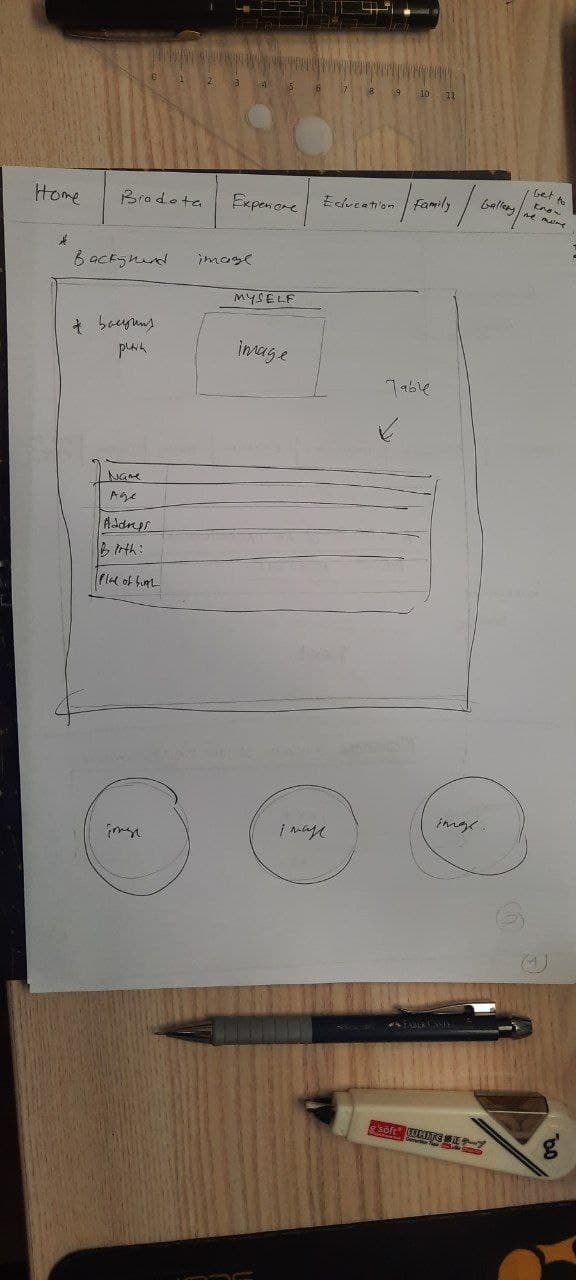 0 1 2 3 4 5 6 7 8 9 10 11
Home
Biodata
Experience
Education
Family
Gallery
Get to
know
me more
*
Background image
MYSELF
* background
image
Table
Name
Age
Address
Birth:
Place of birth
image
image
image.
4
FABER-CASTELL
g'soft
WHITE
Correction Tape
g'